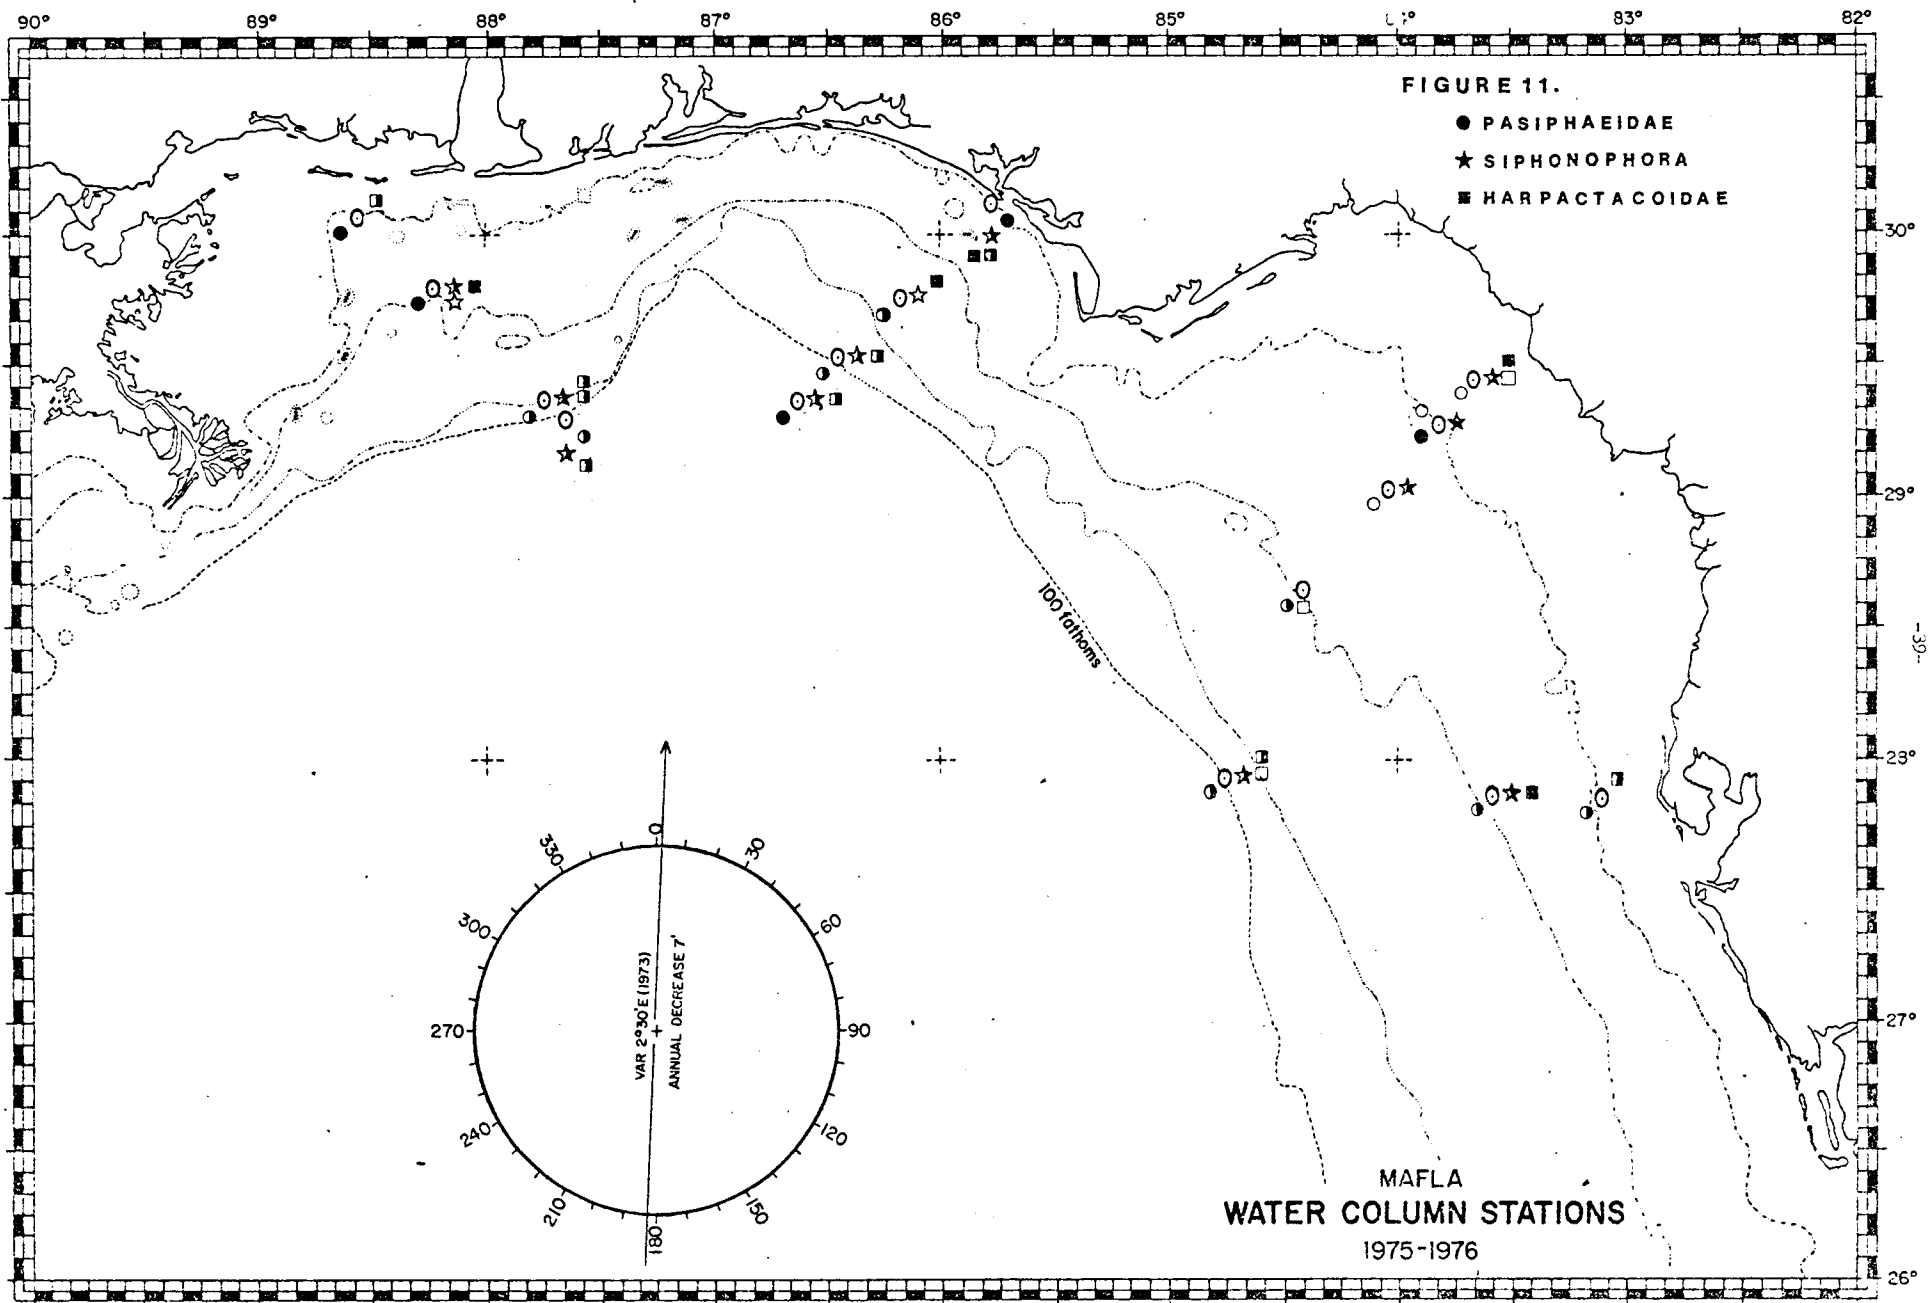 90° 89° 88° 87° 86° 85° 83° 82°
FIGURE 11.
● PASIPHAEIDAE
★ SIPHONOPHORA
■ HARPACTACOIDAE
30°
29°
100 fathoms
-39-
23°
0
30
60
90
120
150
180
210
240
270
300
330
VAR 2°30'E (1973)
ANNUAL DECREASE 7'
27°
MAFLA
WATER COLUMN STATIONS
1975-1976
26°